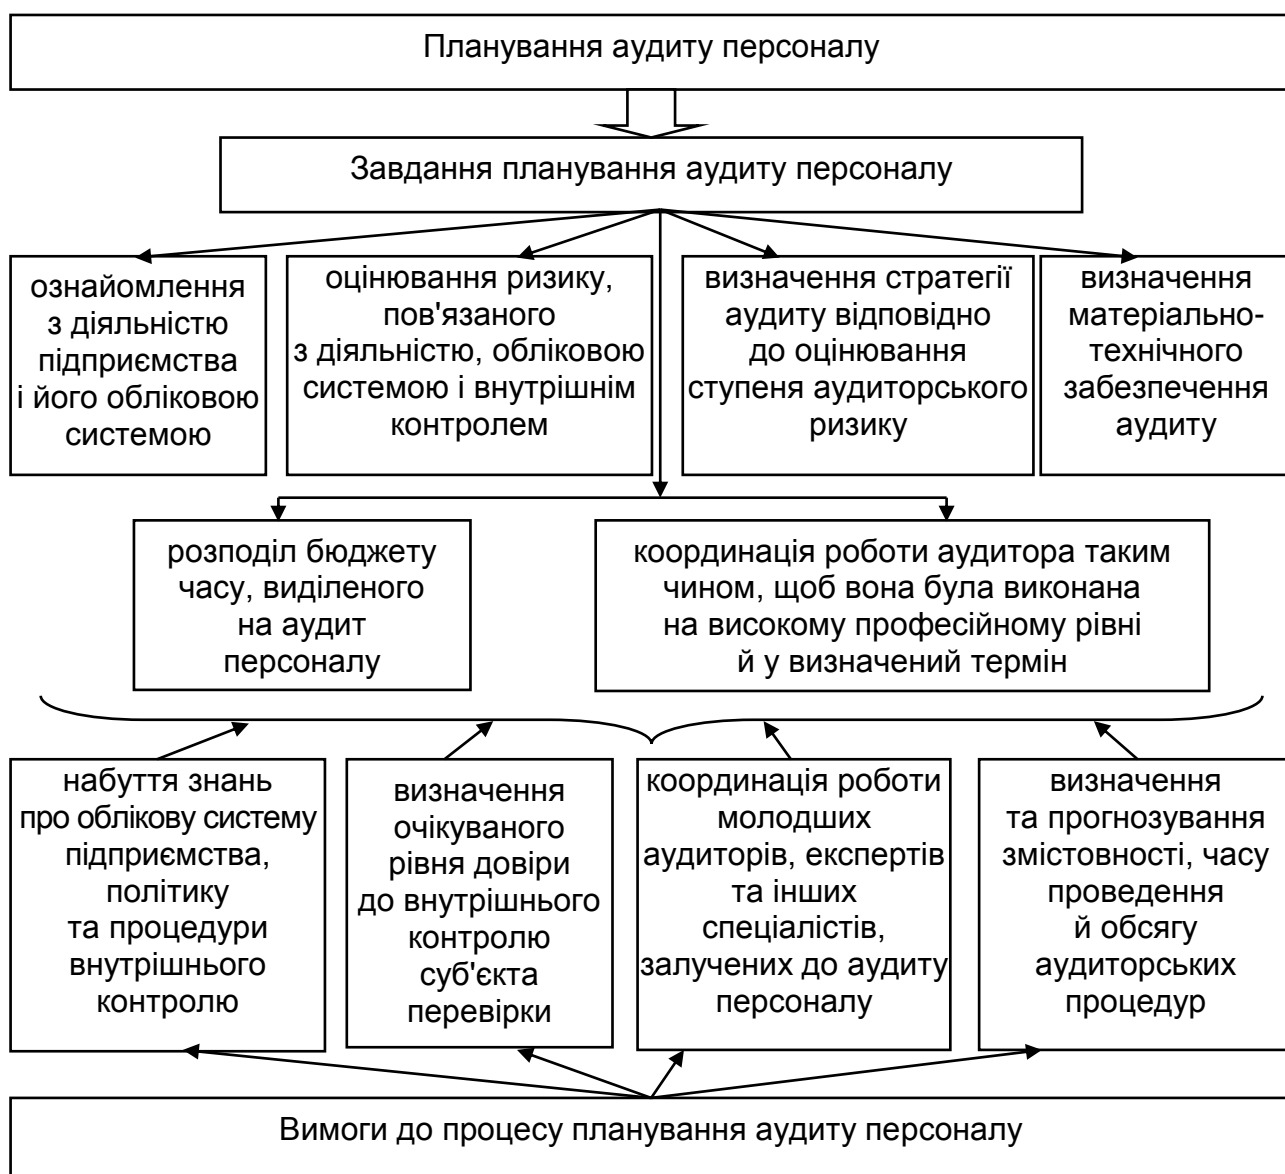 Планування аудиту персоналу
Завдання планування аудиту персоналу
ознайомлення
з діяльністю
підприємства
і його обліковою
системою
оцінювання ризику,
пов'язаного
з діяльністю, обліковою
системою і внутрішнім
контролем
визначення стратегії
аудиту відповідно
до оцінювання
ступеня аудиторського
ризику
визначення
матеріально-
технічного
забезпечення
аудиту
розподіл бюджету
часу, виділеного
на аудит
персоналу
координація роботи аудитора таким
чином, щоб вона була виконана
на високому професійному рівні
й у визначений термін
набуття знань
про облікову систему
підприємства,
політику
та процедури
внутрішнього
контролю
визначення
очікуваного
рівня довіри
до внутрішнього
контролю
суб'єкта
перевірки
координація роботи
молодших
аудиторів, експертів
та інших
спеціалістів,
залучених до аудиту
персоналу
визначення
та прогнозування
змістовності, часу
проведення
й обсягу
аудиторських
процедур
Вимоги до процесу планування аудиту персоналу